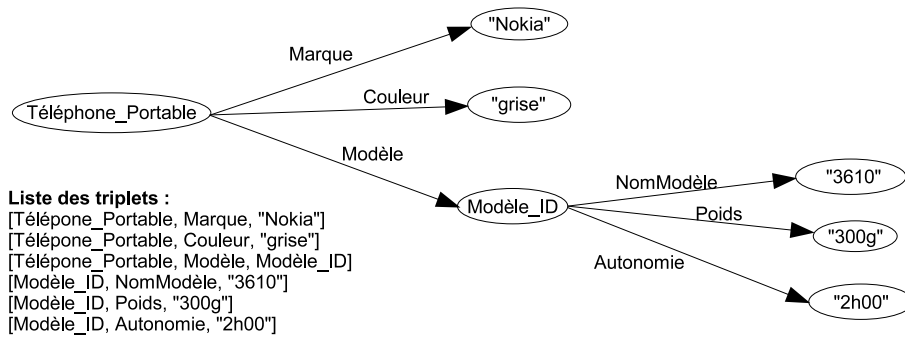 "Nokia"
Marque
Couleur
"grise"
Téléphone_Portable
Modèle
"3610"
NomModèle
Liste des triplets :
[Télépone_Portable, Marque, "Nokia"]
Modèle_ID
Poids
"300g"
[Télépone_Portable, Couleur, "grise"]
[Télépone_Portable, Modèle, Modèle_ID]
Autonomie
[Modèle_ID, NomModèle, "3610"]
[Modèle_ID, Poids, "300g"]
"2h00"
[Modèle_ID, Autonomie, "2h00"]